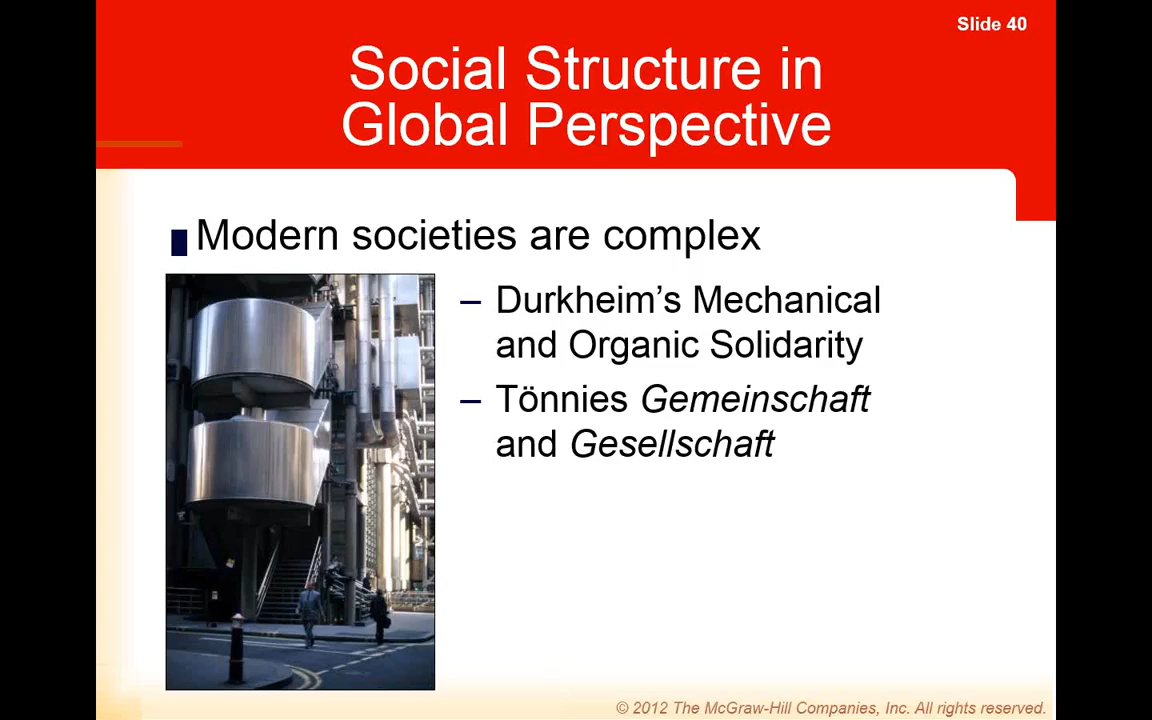 Slide 40
Social Structure in
Global Perspective
Modern societies are complex
– Durkheim’s Mechanical
and Organic Solidarity
– Tönnies Gemeinschaft
and Gesellschaft
© 2012 The McGraw-Hill Companies, Inc. All rights reserved.